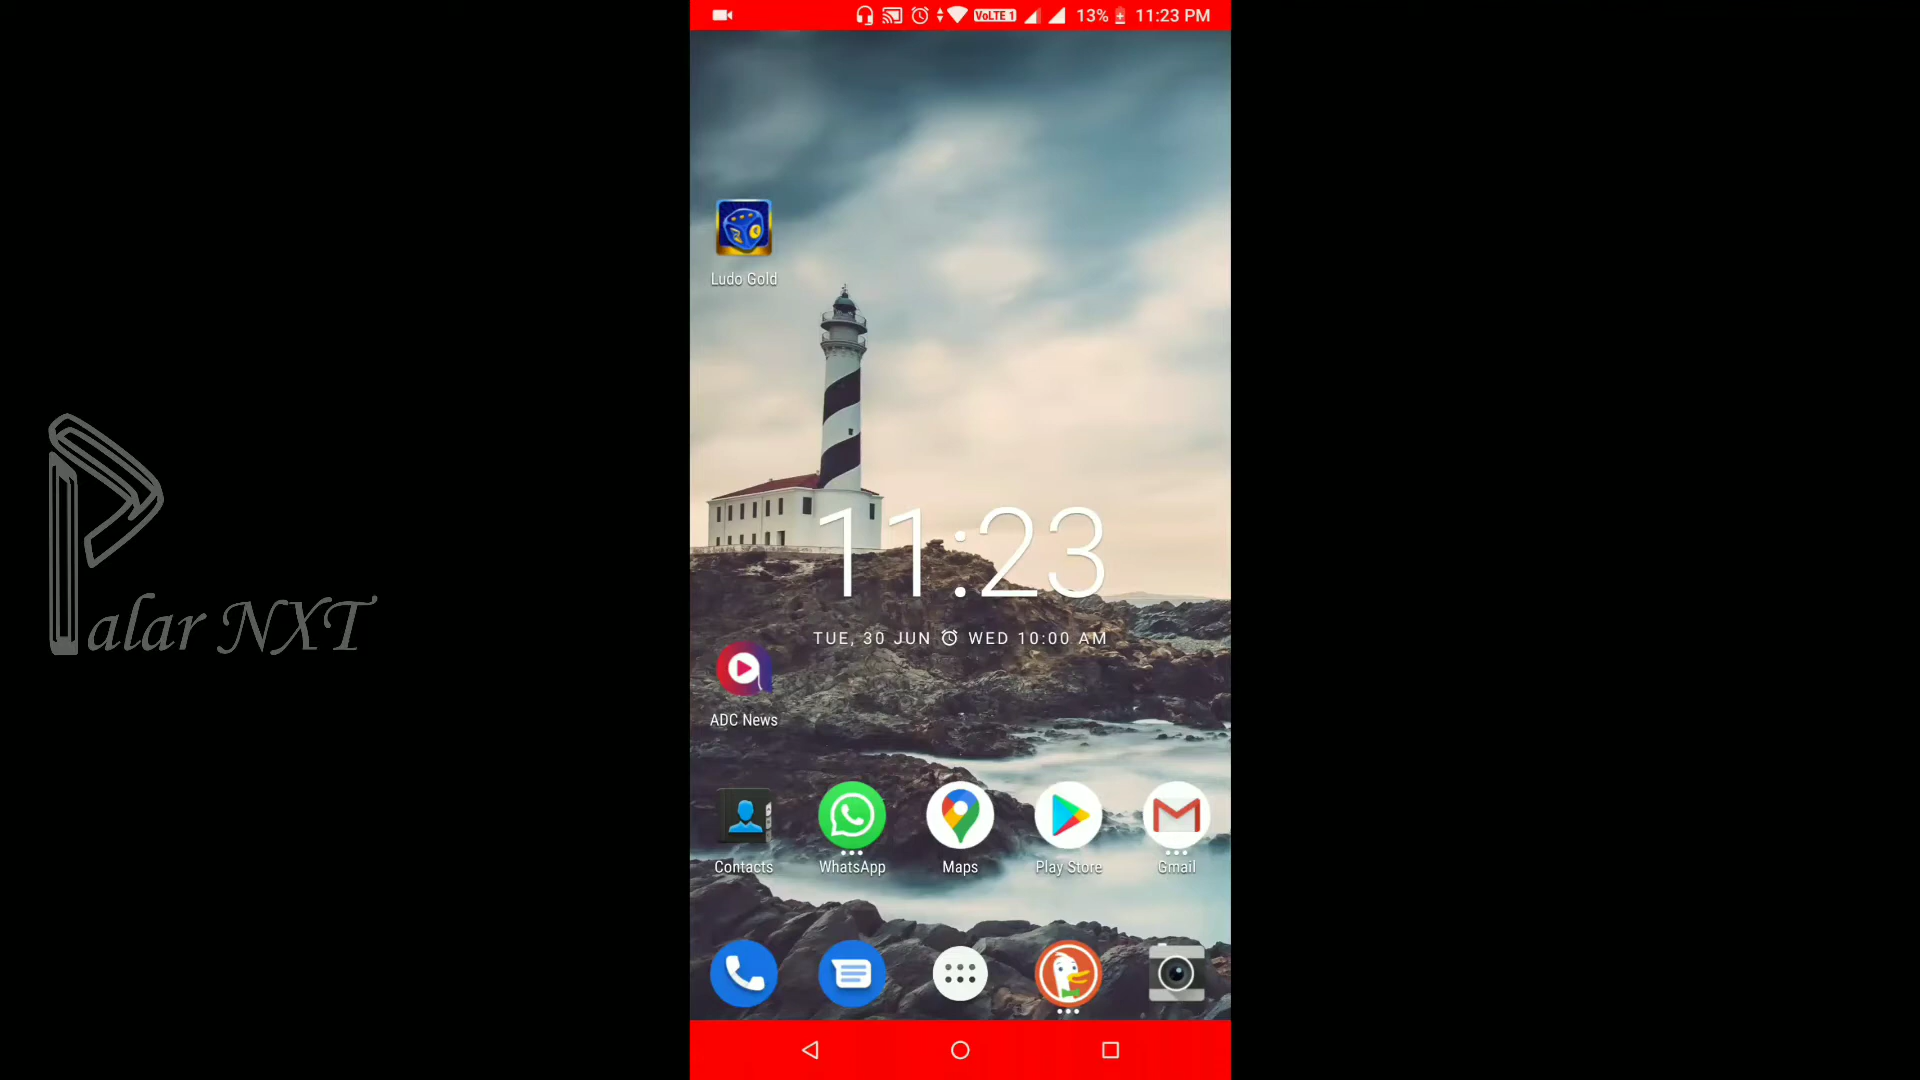 VoLTE 1 13% 11:23 PM
Ludo Gold
11:23
TUE, 30 JUN WED 10:00 AM
Palar NXT
ADC News
Contacts WhatsApp Maps Play Store Gmail